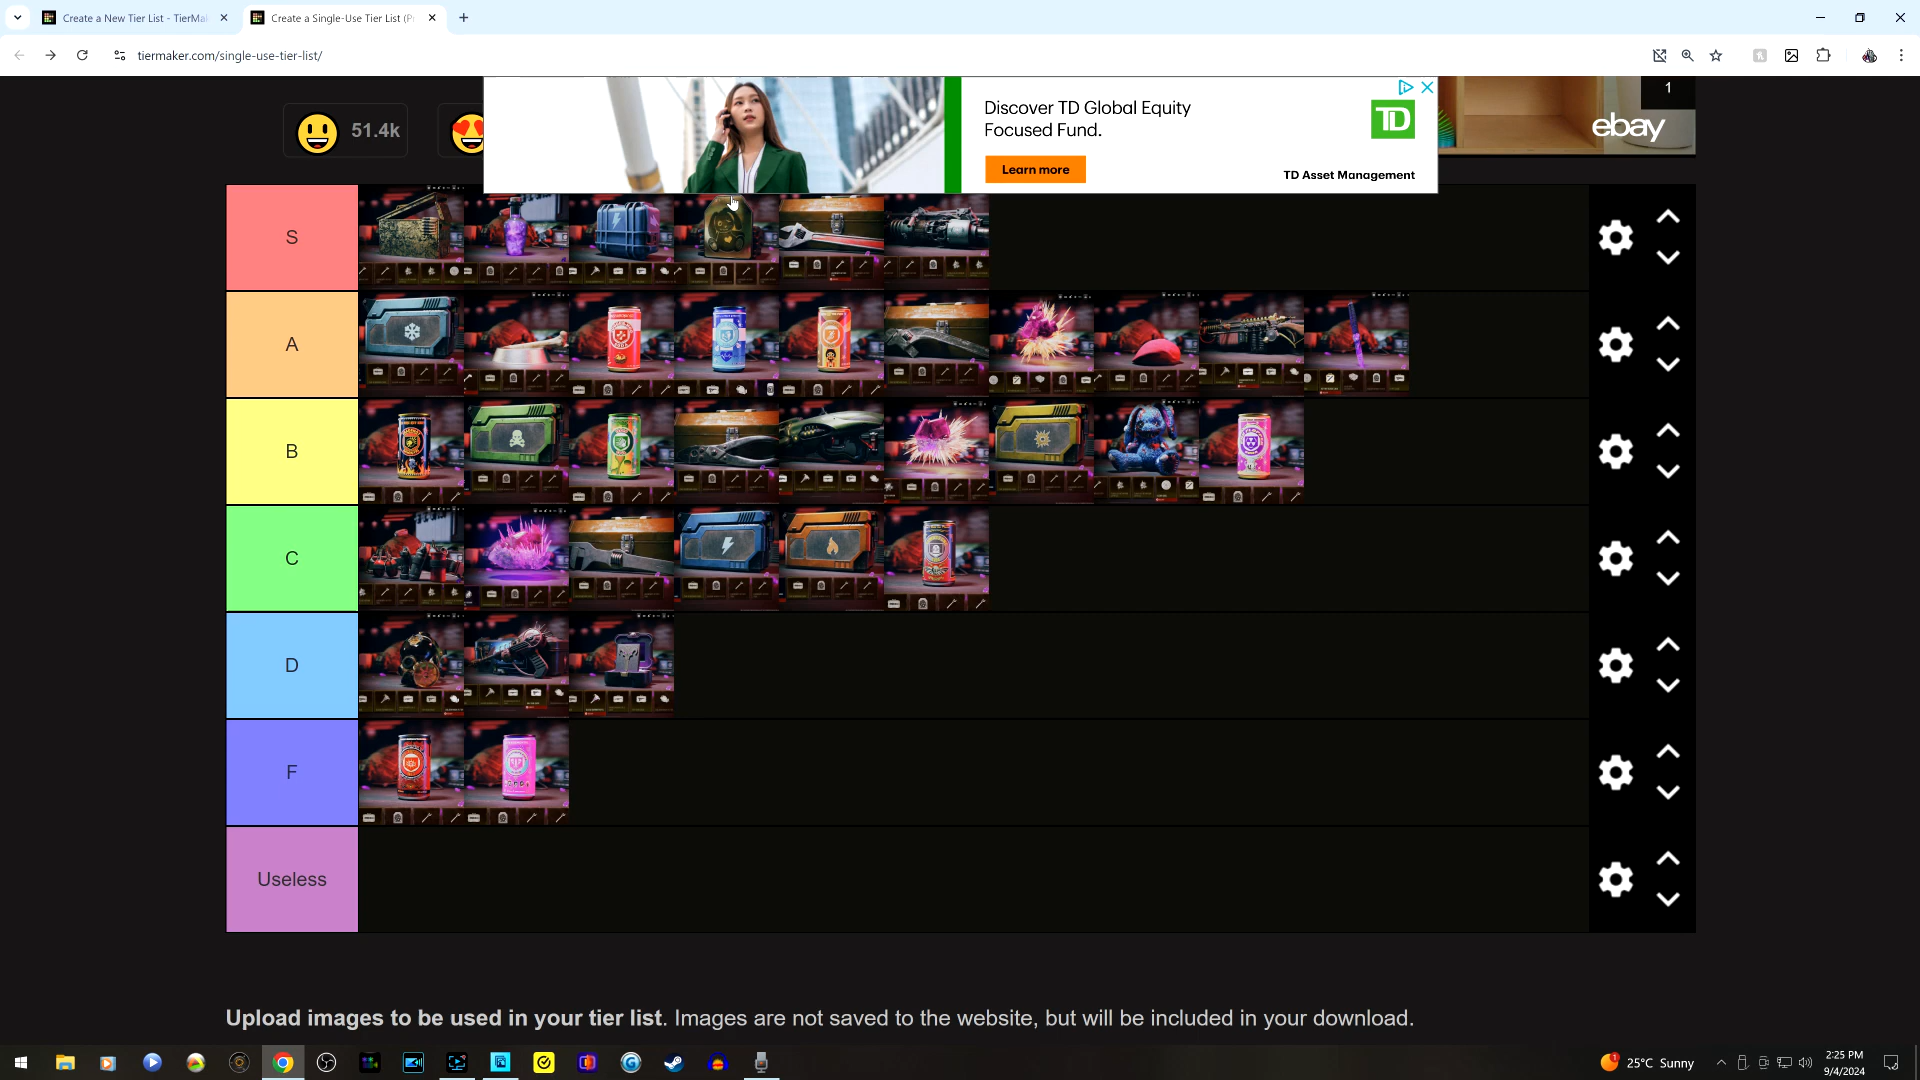 Create a New Tier List - TierMa
Create a Single-Use Tier List (P
tiermaker.com/single-use-tier-list/
51.4k
Discover TD Global Equity
Focused Fund.
TD
Learn more
TD Asset Management
1
ebay
S
A
B
C
D
F
Useless
Upload images to be used in your tier list. Images are not saved to the website, but will be included in your download.
1
25°C Sunny
2:25 PM
9/4/2024